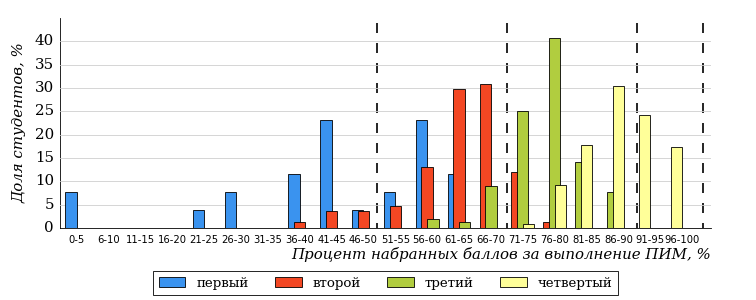 Доля студентов, %
40
35
30
25
20
15
10
5
0
0-5 6-10 11-15 16-20 21-25 26-30 31-35 36-40 41-45 46-50 51-55 56-60 61-65 66-70 71-75 76-80 81-85 86-90 91-95 96-100
Процент набранных баллов за выполнение ПИМ, %
первый второй третий четвертый